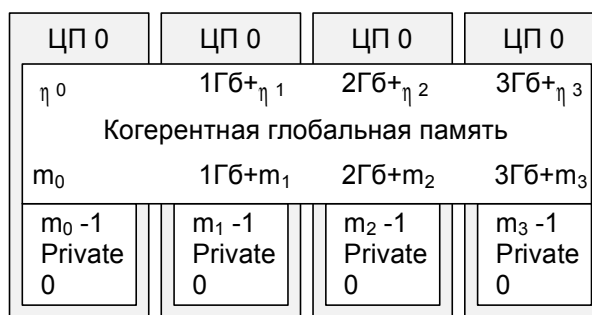 ЦП 0 ЦП 0 ЦП 0 ЦП 0
η 0 1Гб+η 1 2Гб+η 2 3Гб+η 3
Когерентная глобальная память
m0 1Гб+m1 2Гб+m2 3Гб+m3
m0 -1 m1 -1 m2 -1 m3 -1
Private Private Private Private
0 0 0 0